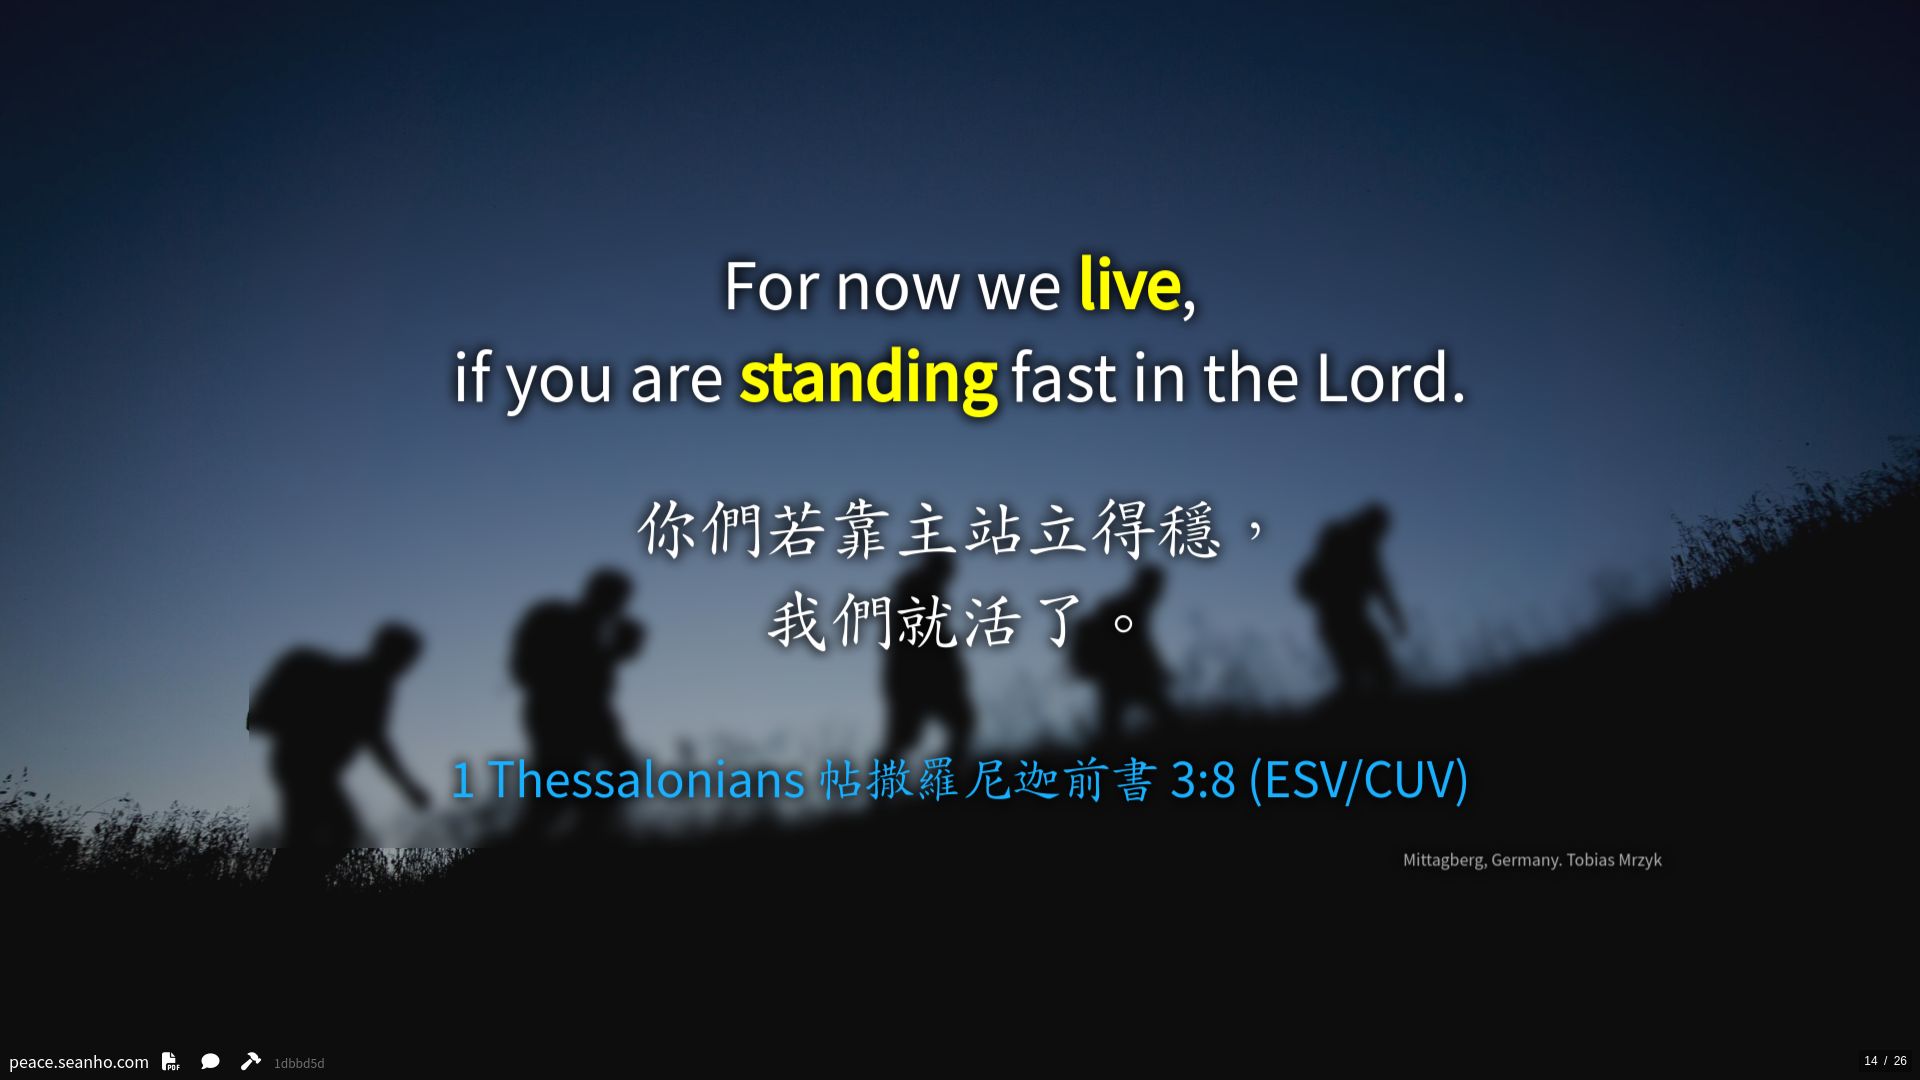 For now we live,
if you are standing fast in the Lord.
你們若靠主站立得穩，
我們就活了。
1 Thessalonians 帖撒羅尼迦前書 3:8 (ESV/CUV)
Mittagberg, Germany. Tobias Mrzyk
peace.seanho.com PDF 1dbbd5d
14 / 26